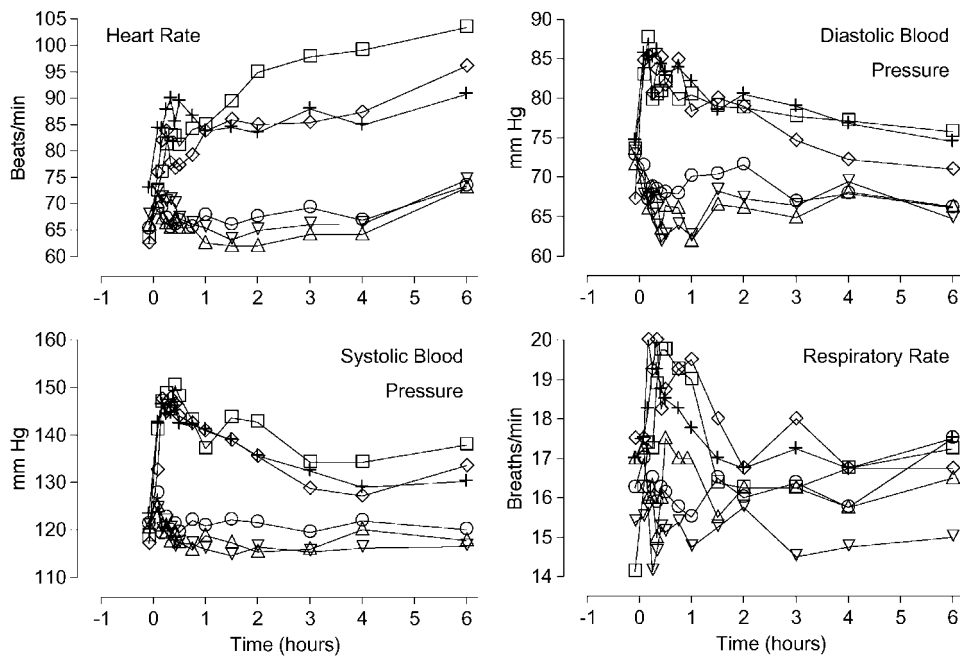 Heart Rate
105
100
95
90
85
80
75
70
65
60
Beats/min
-1 0 1 2 3 4 5 6
Diastolic Blood
Pressure
90
85
80
75
70
65
60
mm Hg
-1 0 1 2 3 4 5 6
Systolic Blood
Pressure
160
150
140
130
120
110
mm Hg
-1 0 1 2 3 4 5 6
Time (hours)
Respiratory Rate
20
19
18
17
16
15
14
Breaths/min
-1 0 1 2 3 4 5 6
Time (hours)